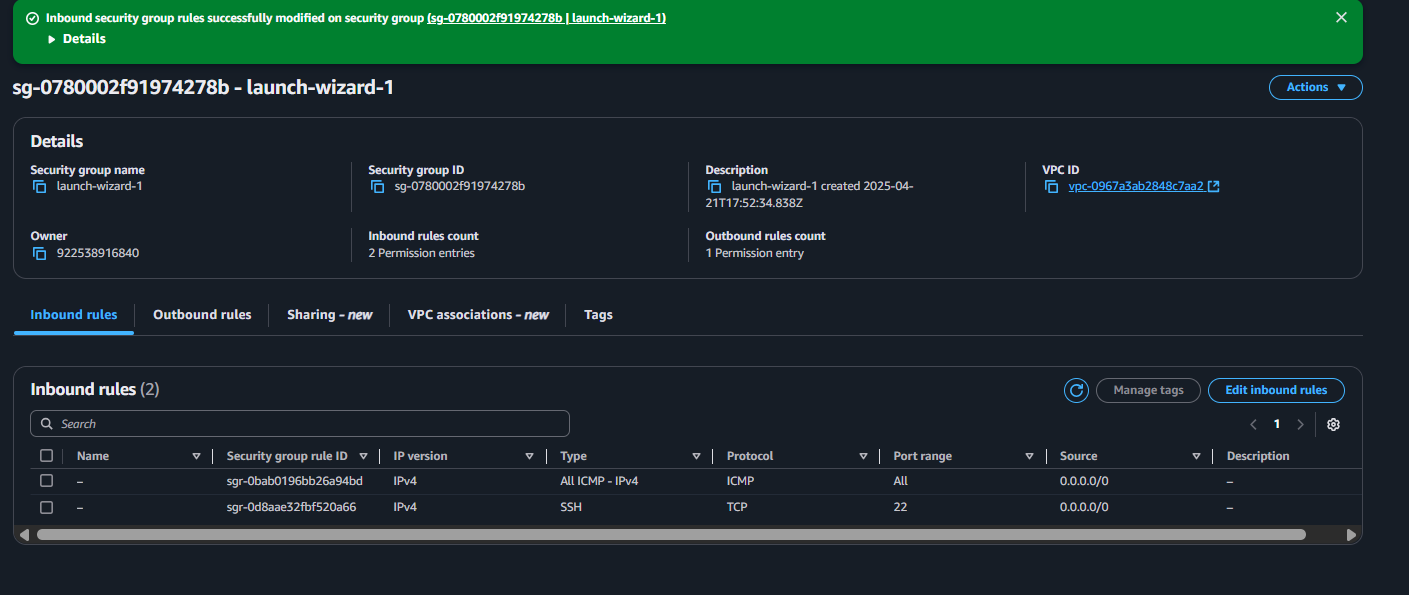 Inbound security group rules successfully modified on security group (sg-0780002f91974278b | launch-wizard-1)
Details
sg-0780002f91974278b - launch-wizard-1
Actions
Details
Security group name
launch-wizard-1
Security group ID
sg-0780002f91974278b
Description
launch-wizard-1 created 2025-04-
21T17:52:34.838Z
VPC ID
vpc-0967a3ab2848c7aa2
Owner
922538916840
Inbound rules count
2 Permission entries
Outbound rules count
1 Permission entry
Inbound rules Outbound rules Sharing - new VPC associations - new Tags
Inbound rules (2)
Manage tags Edit inbound rules
Search
1
Name Security group rule ID IP version Type Protocol Port range Source Description
– sgr-0bab0196bb26a94bd IPv4 All ICMP - IPv4 ICMP All 0.0.0.0/0 –
– sgr-0d8aae32fbf520a66 IPv4 SSH TCP 22 0.0.0.0/0 –